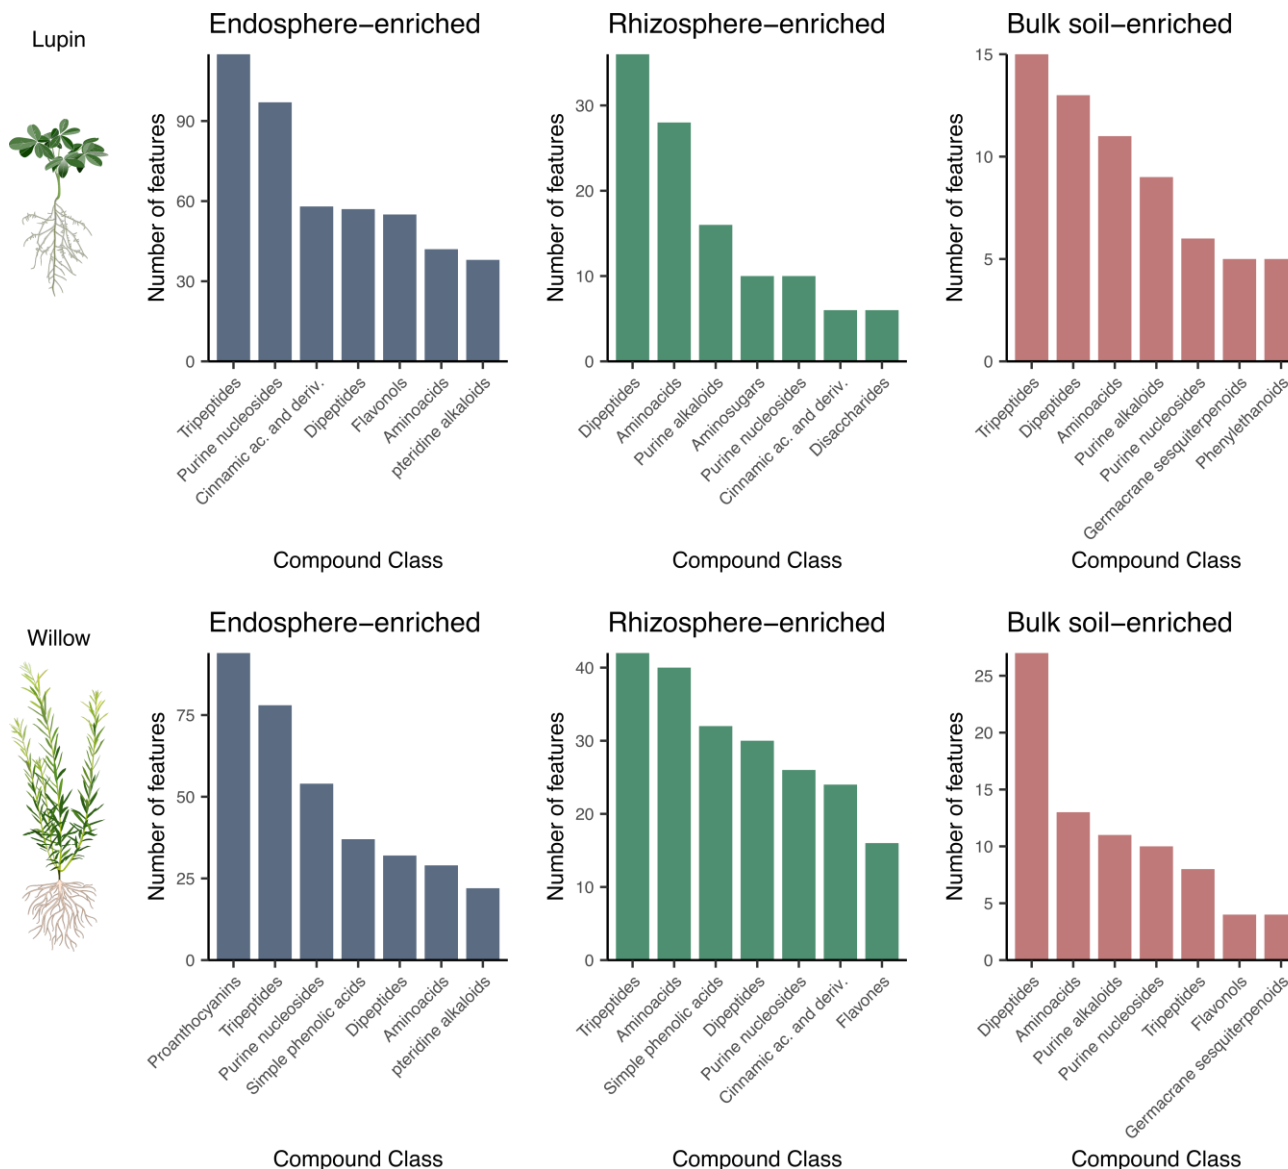 Lupin
Endosphere−enriched
Number of features
90
60
30
0
Tripeptides
Purine nucleosides
Cinnamic ac. and deriv.
Dipeptides
Flavonols
Aminoacids
pteridine alkaloids
Compound Class
Rhizosphere−enriched
Number of features
30
20
10
0
Dipeptides
Aminoacids
Purine alkaloids
Aminosugars
Purine nucleosides
Cinnamic ac. and deriv.
Disaccharides
Compound Class
Bulk soil−enriched
Number of features
15
10
5
0
Tripeptides
Dipeptides
Aminoacids
Purine alkaloids
Purine nucleosides
Germacrane sesquiterpenoids
Phenylethanoids
Compound Class
Willow
Endosphere−enriched
Number of features
75
50
25
0
Proanthocyanins
Tripeptides
Purine nucleosides
Simple phenolic acids
Dipeptides
Aminoacids
pteridine alkaloids
Compound Class
Rhizosphere−enriched
Number of features
40
30
20
10
0
Tripeptides
Aminoacids
Simple phenolic acids
Dipeptides
Purine nucleosides
Cinnamic ac. and deriv.
Flavones
Compound Class
Bulk soil−enriched
Number of features
25
20
15
10
5
0
Dipeptides
Aminoacids
Purine alkaloids
Purine nucleosides
Tripeptides
Flavonols
Germacrane sesquiterpenoids
Compound Class